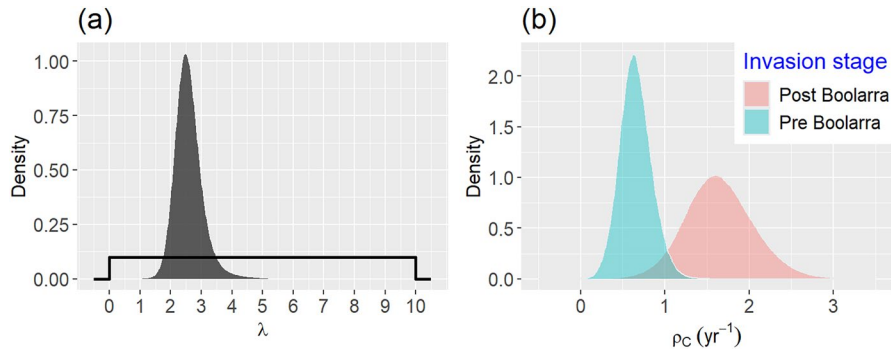 (a)
Density
1.00
0.75
0.50
0.25
0.00
0 1 2 3 4 5 6 7 8 9 10
λ
(b)
Density
2.0
1.5
1.0
0.5
0.0
0 1 2 3
ρC (yr⁻¹)
Invasion stage
Post Boolarra
Pre Boolarra